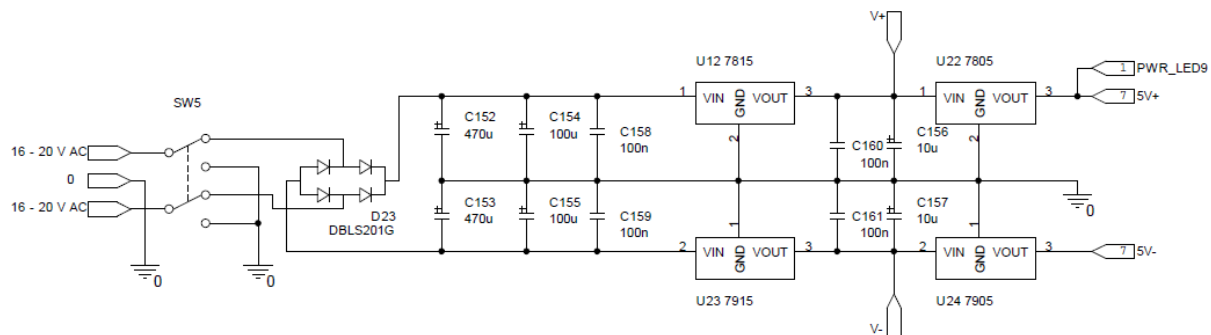 V+
U12 7815
U22 7805
1 PWR_LED9
SW5
1 VIN GND VOUT 3
1 VIN GND VOUT 3
7 5V+
C152
470u
C154
100u
C158
100n
2
2
16 - 20 V AC
C160
100n
C156
10u
0
0
16 - 20 V AC
D23
DBLS201G
C153
470u
C155
100u
C159
100n
1
C161
100n
C157
10u
1
2 VIN GND VOUT 3
2 VIN GND VOUT 3
7 5V-
0
0
U23 7915
U24 7905
V-